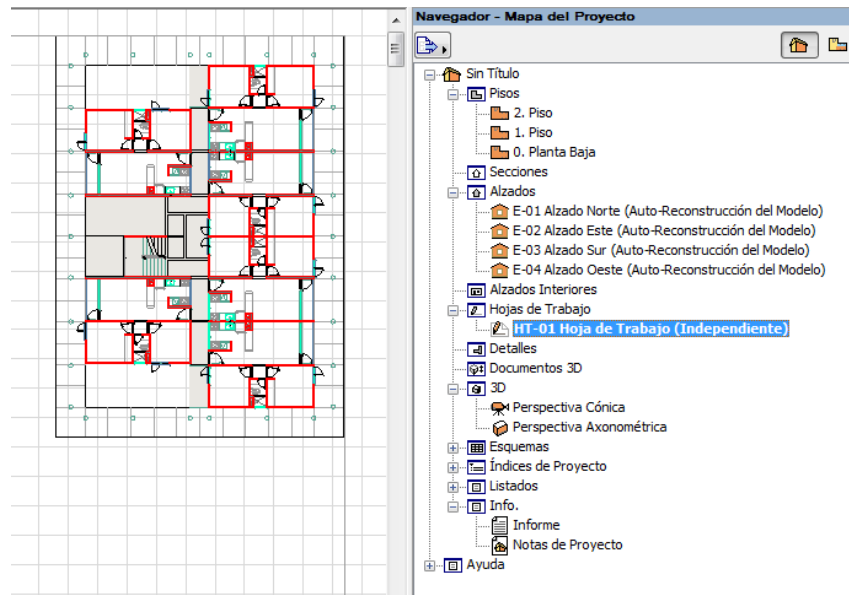 Navegador - Mapa del Proyecto
Sin Título
Pisos
2. Piso
1. Piso
0. Planta Baja
Secciones
Alzados
E-01 Alzado Norte (Auto-Reconstrucción del Modelo)
E-02 Alzado Este (Auto-Reconstrucción del Modelo)
E-03 Alzado Sur (Auto-Reconstrucción del Modelo)
E-04 Alzado Oeste (Auto-Reconstrucción del Modelo)
Alzados Interiores
Hojas de Trabajo
HT-01 Hoja de Trabajo (Independiente)
Detalles
Documentos 3D
3D
Perspectiva Cónica
Perspectiva Axonométrica
Esquemas
Índices de Proyecto
Listados
Info.
Informe
Notas de Proyecto
Ayuda